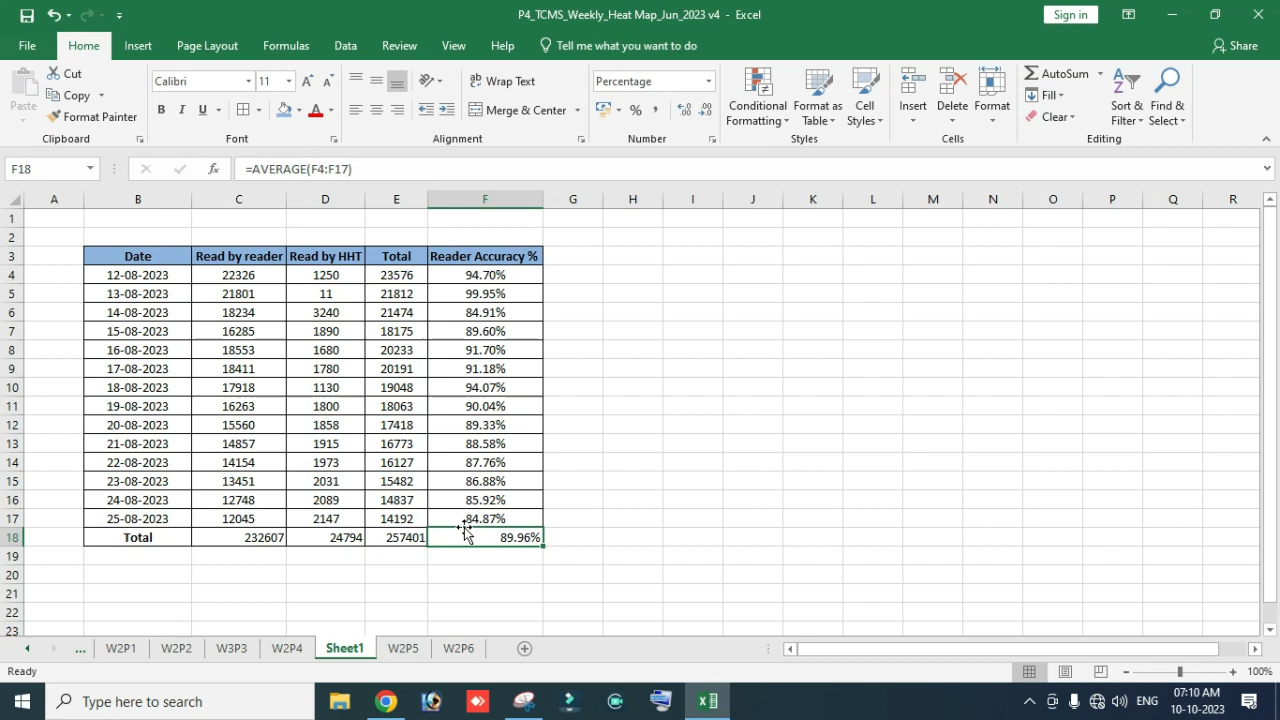 P4_TCMS_Weekly_Heat Map_Jun_2023 v4 - Excel
Sign in
File Home Insert Page Layout Formulas Data Review View Help Tell me what you want to do Share
Paste
Cut
Copy
Format Painter
Clipboard
Calibri 11
B I U A
Font
Wrap Text
Merge & Center
Alignment
Percentage
% ,
Number
Conditional Formatting
Format as Table
Cell Styles
Styles
Insert Delete Format
Cells
AutoSum
Fill
Clear
Sort & Filter
Find & Select
Editing
F18 fx =AVERAGE(F4:F17)
A B C D E F G H I J K L M N O P Q R
1
2
3 Date Read by reader Read by HHT Total Reader Accuracy %
4 12-08-2023 22326 1250 23576 94.70%
5 13-08-2023 21801 11 21812 99.95%
6 14-08-2023 18234 3240 21474 84.91%
7 15-08-2023 16285 1890 18175 89.60%
8 16-08-2023 18553 1680 20233 91.70%
9 17-08-2023 18411 1780 20191 91.18%
10 18-08-2023 17918 1130 19048 94.07%
11 19-08-2023 16263 1800 18063 90.04%
12 20-08-2023 15560 1858 17418 89.33%
13 21-08-2023 14857 1915 16773 88.58%
14 22-08-2023 14154 1973 16127 87.76%
15 23-08-2023 13451 2031 15482 86.88%
16 24-08-2023 12748 2089 14837 85.92%
17 25-08-2023 12045 2147 14192 84.87%
18 Total 232607 24794 257401 89.96%
19
20
21
22
23
... W2P1 W2P2 W3P3 W2P4 Sheet1 W2P5 W2P6
Ready 100%
Type here to search
ENG
07:10 AM
10-10-2023